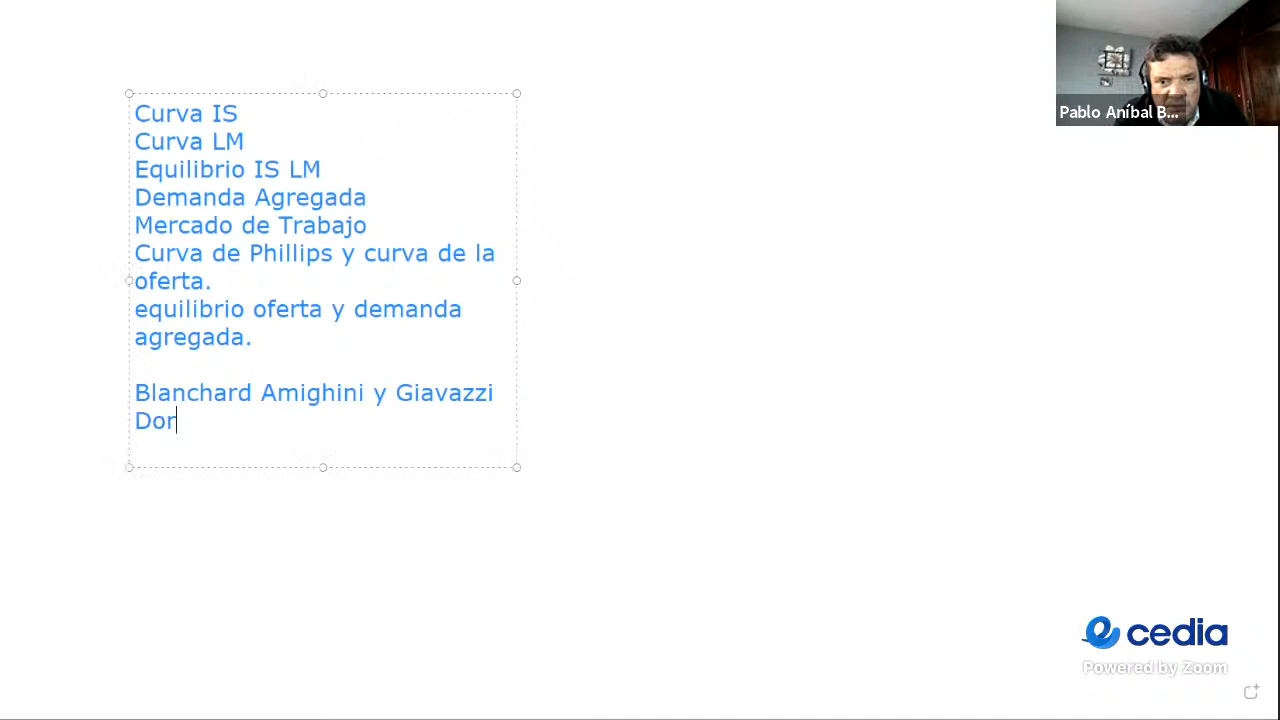 Curva IS
Curva LM
Equilibrio IS LM
Demanda Agregada
Mercado de Trabajo
Curva de Phillips y curva de la
oferta.
equilibrio oferta y demanda
agregada.
Blanchard Amighini y Giavazzi
Dor
Pablo Aníbal B...
cedia
Powered by Zoom